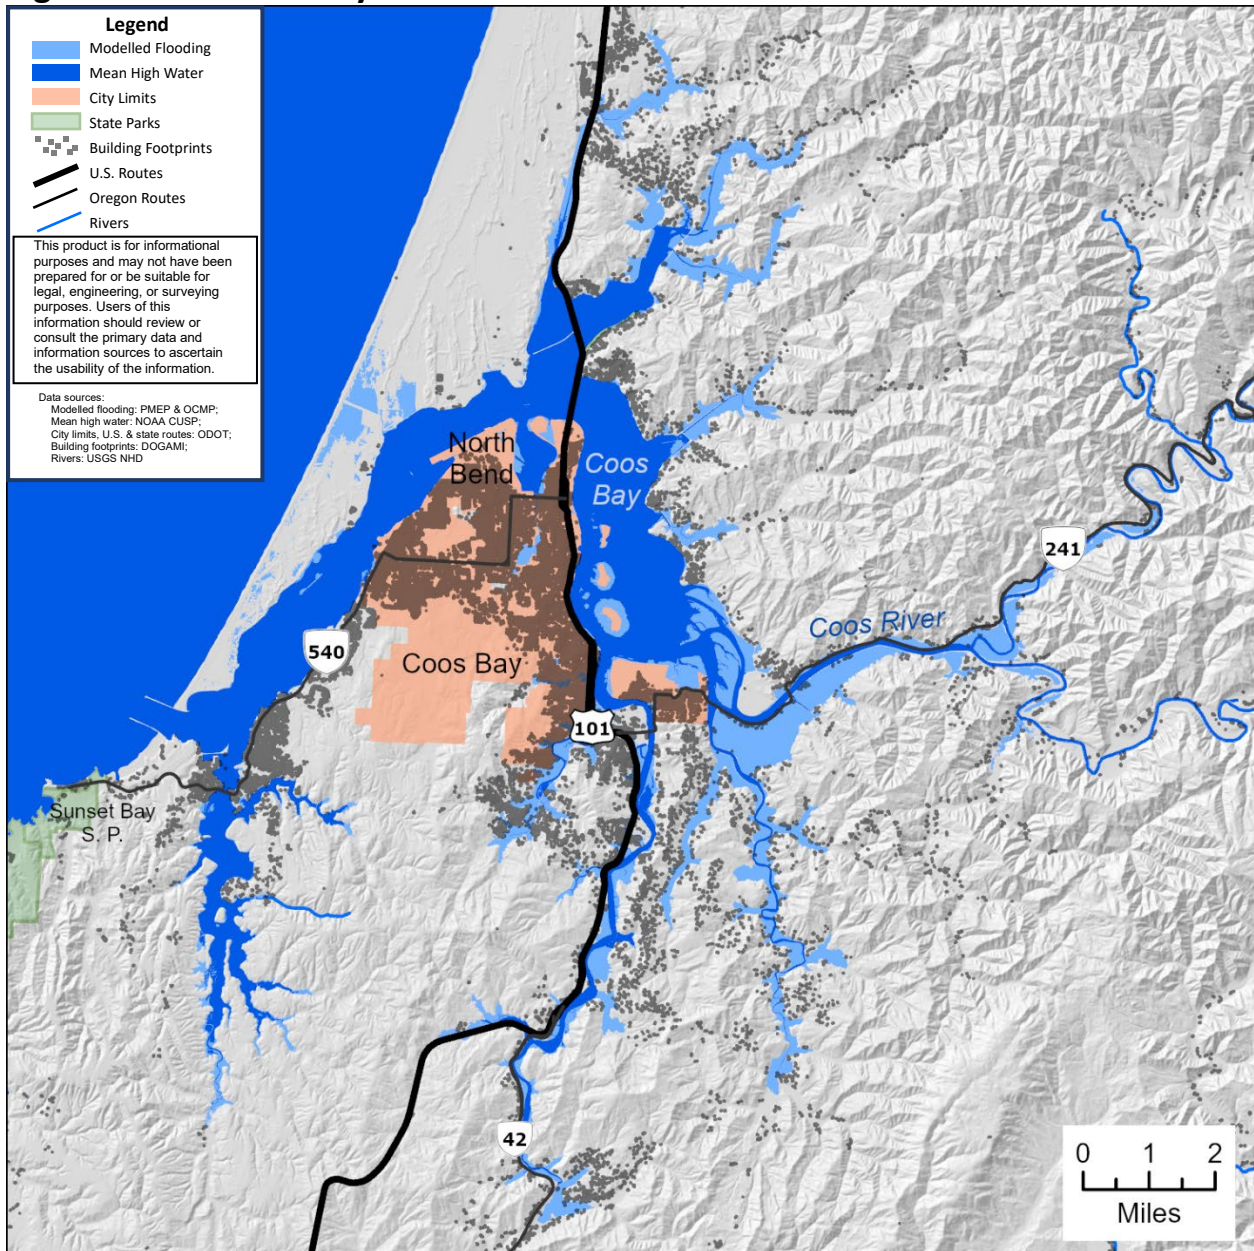 Legend
Modelled Flooding
Mean High Water
City Limits
State Parks
Building Footprints
U.S. Routes
Oregon Routes
Rivers
This product is for informational
purposes and may not have been
prepared for or be suitable for
legal, engineering, or surveying
purposes. Users of this
information should review or
consult the primary data and
information sources to ascertain
the usability of the information.
Data sources:
Modelled flooding: PMEP & OCMP;
Mean high water: NOAA CUSP;
City limits, U.S. & state routes: ODOT;
Building footprints: DOGAMI;
Rivers: USGS NHD
North
Bend
Coos
Bay
241
Coos River
540
Coos Bay
101
Sunset Bay
S. P.
42
0 1 2
Miles